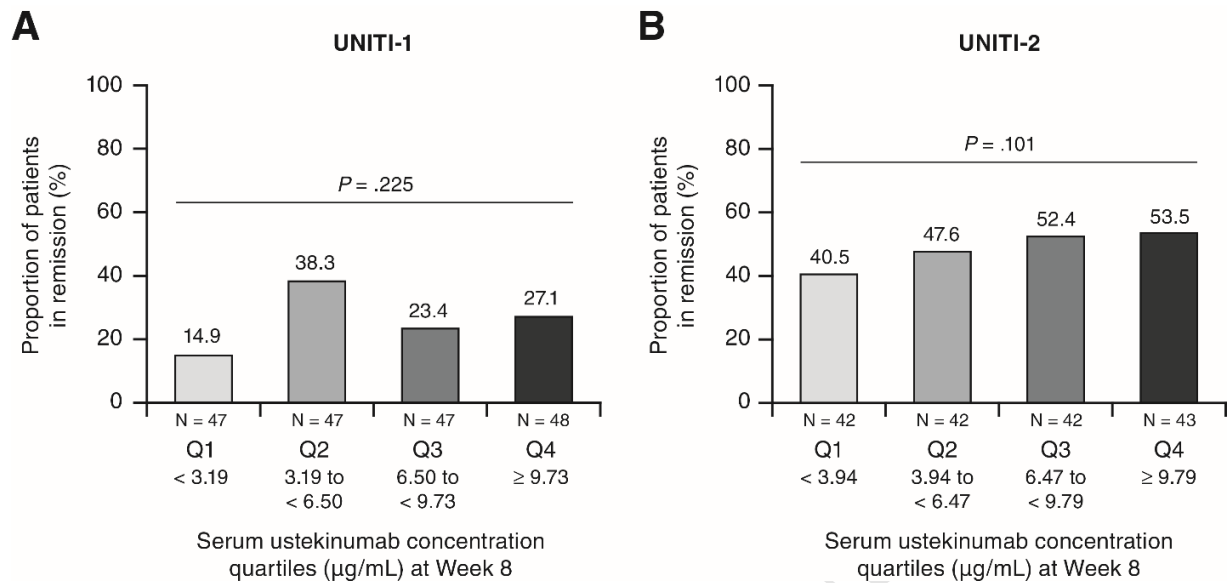 A
UNITI-1
Proportion of patients
in remission (%)
100
80
60
40
20
0
P = .225
14.9
38.3
23.4
27.1
N = 47
N = 47
N = 47
N = 48
Q1
Q2
Q3
Q4
< 3.19
3.19 to
< 6.50
6.50 to
< 9.73
≥ 9.73
Serum ustekinumab concentration
quartiles (µg/mL) at Week 8
B
UNITI-2
Proportion of patients
in remission (%)
100
80
60
40
20
0
P = .101
40.5
47.6
52.4
53.5
N = 42
N = 42
N = 42
N = 43
Q1
Q2
Q3
Q4
< 3.94
3.94 to
< 6.47
6.47 to
< 9.79
≥ 9.79
Serum ustekinumab concentration
quartiles (µg/mL) at Week 8